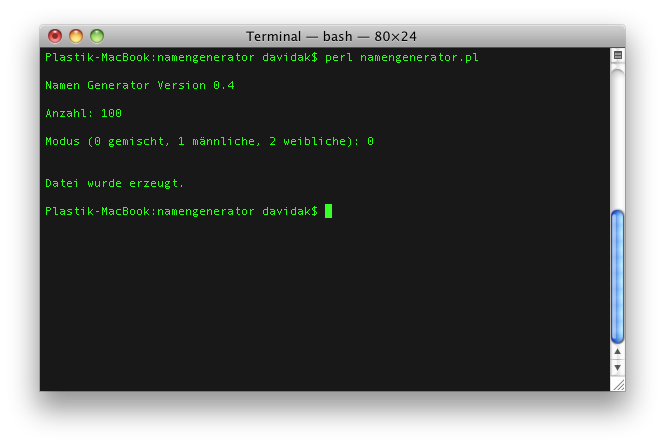 Terminal — bash — 80×24
Plastik-MacBook:namengenerator davidak$ perl namengenerator.pl
Namen Generator Version 0.4
Anzahl: 100
Modus (0 gemischt, 1 männliche, 2 weibliche): 0
Datei wurde erzeugt.
Plastik-MacBook:namengenerator davidak$